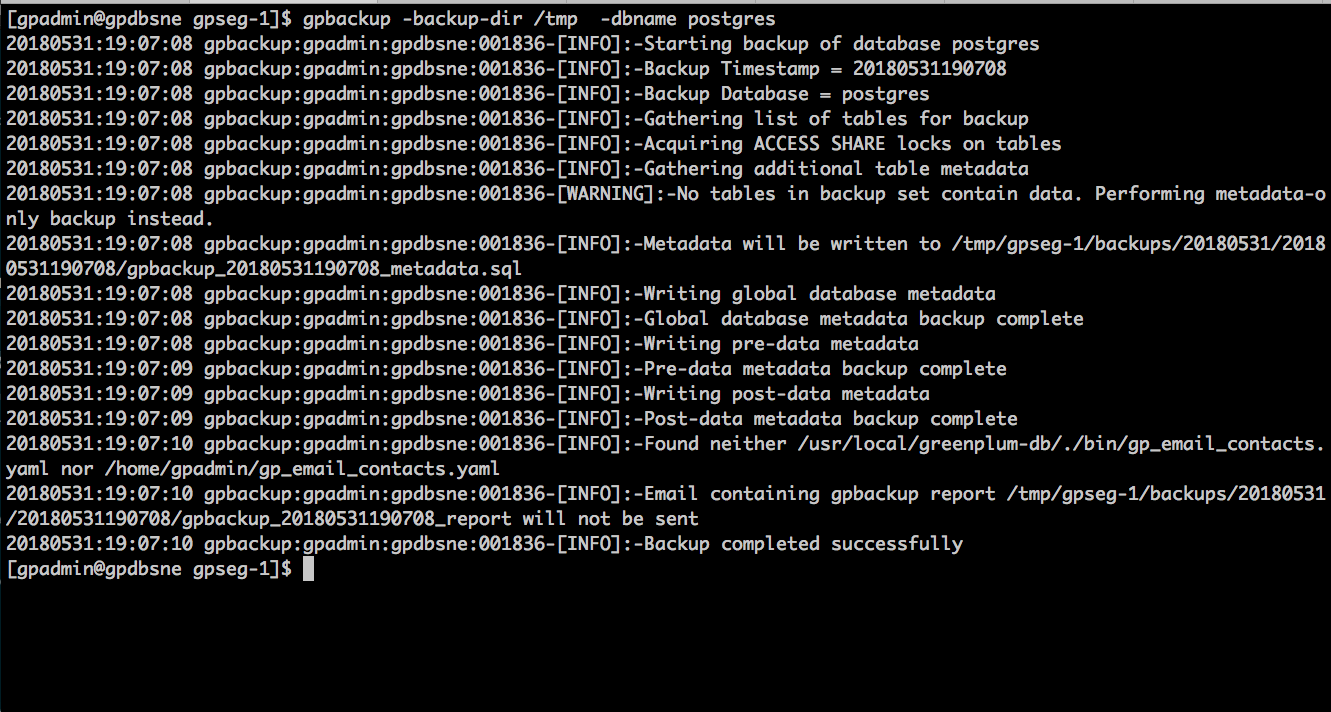 [gpadmin@gpdbsne gpseg-1]$ gpbackup -backup-dir /tmp  -dbname postgres
20180531:19:07:08 gpbackup:gpadmin:gpdbsne:001836-[INFO]:-Starting backup of database postgres
20180531:19:07:08 gpbackup:gpadmin:gpdbsne:001836-[INFO]:-Backup Timestamp = 20180531190708
20180531:19:07:08 gpbackup:gpadmin:gpdbsne:001836-[INFO]:-Backup Database = postgres
20180531:19:07:08 gpbackup:gpadmin:gpdbsne:001836-[INFO]:-Gathering list of tables for backup
20180531:19:07:08 gpbackup:gpadmin:gpdbsne:001836-[INFO]:-Acquiring ACCESS SHARE locks on tables
20180531:19:07:08 gpbackup:gpadmin:gpdbsne:001836-[INFO]:-Gathering additional table metadata
20180531:19:07:08 gpbackup:gpadmin:gpdbsne:001836-[WARNING]:-No tables in backup set contain data. Performing metadata-o
nly backup instead.
20180531:19:07:08 gpbackup:gpadmin:gpdbsne:001836-[INFO]:-Metadata will be written to /tmp/gpseg-1/backups/20180531/2018
0531190708/gpbackup_20180531190708_metadata.sql
20180531:19:07:08 gpbackup:gpadmin:gpdbsne:001836-[INFO]:-Writing global database metadata
20180531:19:07:08 gpbackup:gpadmin:gpdbsne:001836-[INFO]:-Global database metadata backup complete
20180531:19:07:08 gpbackup:gpadmin:gpdbsne:001836-[INFO]:-Writing pre-data metadata
20180531:19:07:09 gpbackup:gpadmin:gpdbsne:001836-[INFO]:-Pre-data metadata backup complete
20180531:19:07:09 gpbackup:gpadmin:gpdbsne:001836-[INFO]:-Writing post-data metadata
20180531:19:07:09 gpbackup:gpadmin:gpdbsne:001836-[INFO]:-Post-data metadata backup complete
20180531:19:07:10 gpbackup:gpadmin:gpdbsne:001836-[INFO]:-Found neither /usr/local/greenplum-db/./bin/gp_email_contacts.
yaml nor /home/gpadmin/gp_email_contacts.yaml
20180531:19:07:10 gpbackup:gpadmin:gpdbsne:001836-[INFO]:-Email containing gpbackup report /tmp/gpseg-1/backups/20180531
/20180531190708/gpbackup_20180531190708_report will not be sent
20180531:19:07:10 gpbackup:gpadmin:gpdbsne:001836-[INFO]:-Backup completed successfully
[gpadmin@gpdbsne gpseg-1]$